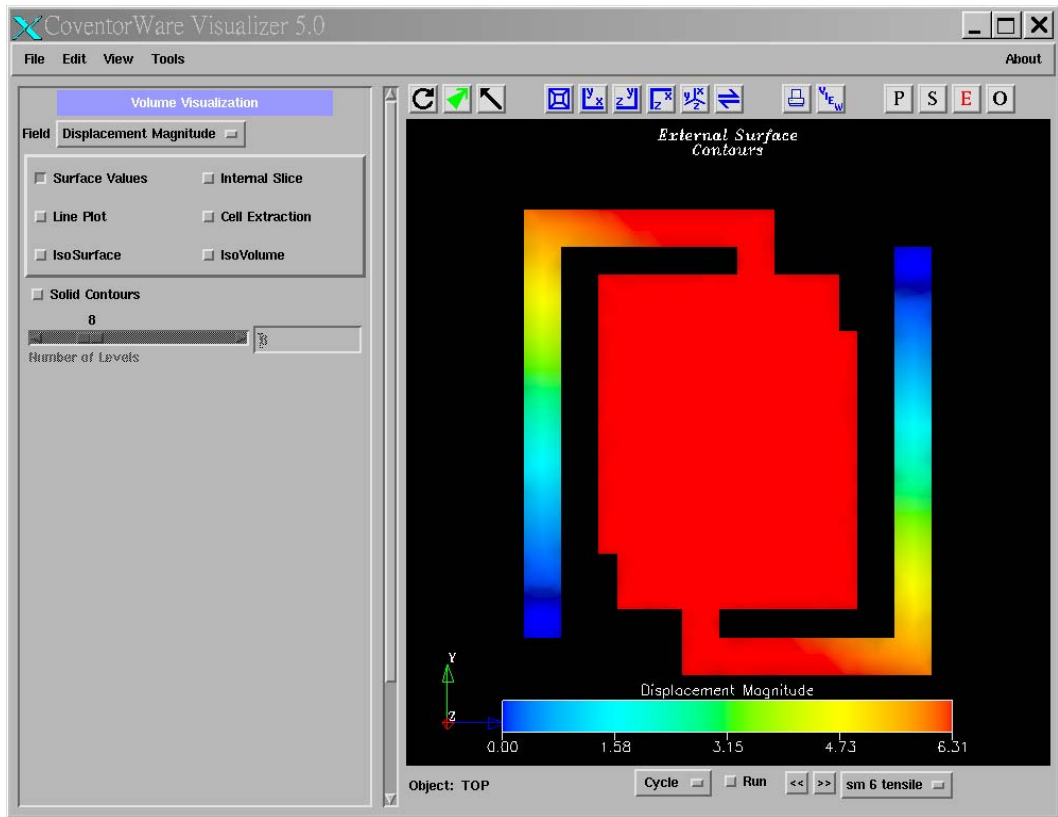 CoventorWare Visualizer 5.0
File Edit View Tools About
Volume Visualization
Field Displacement Magnitude
Surface Values Internal Slice
Line Plot Cell Extraction
IsoSurface IsoVolume
Solid Contours
8
8
Number of Levels
P S E O
VIEW
External Surface
Contours
Y
Z
Displacement Magnitude
0.00 1.58 3.15 4.73 6.31
Object: TOP Cycle Run << >> sm 6 tensile